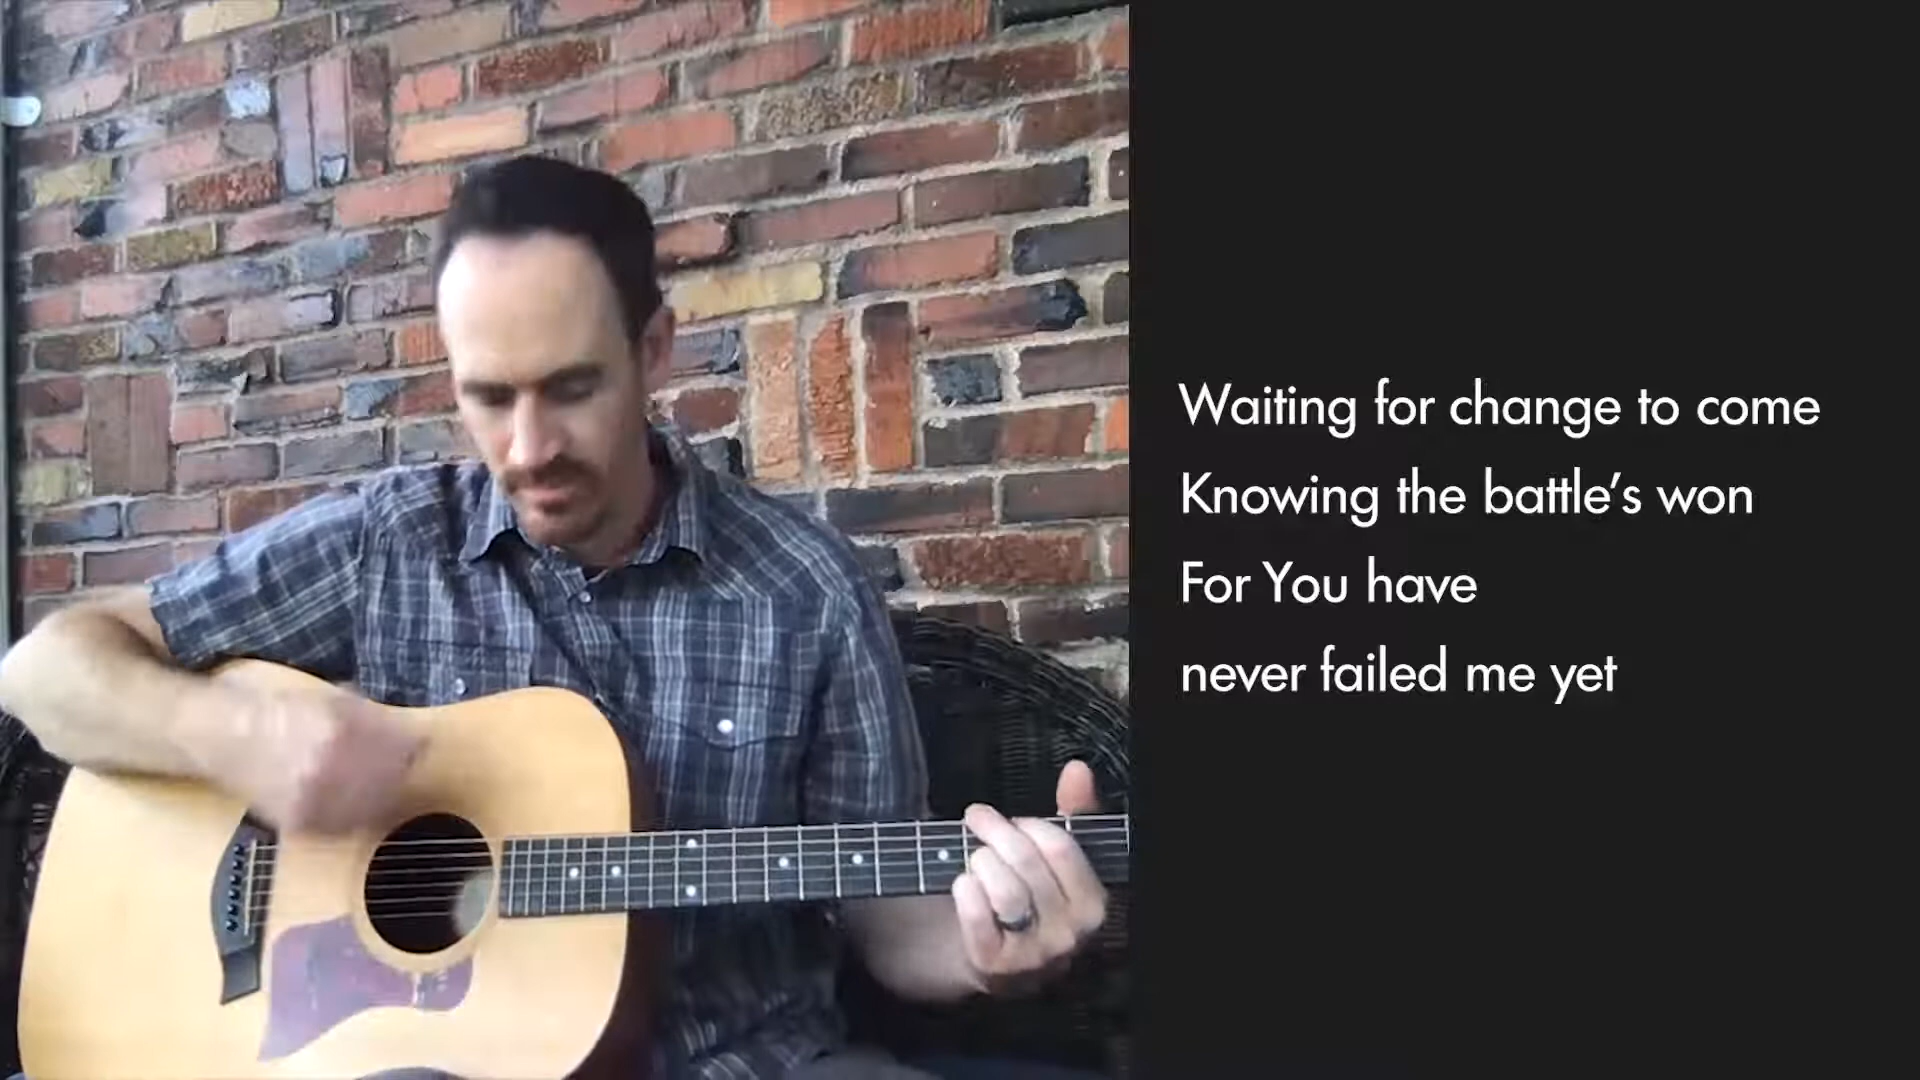 Waiting for change to come
Knowing the battle’s won
For You have
never failed me yet